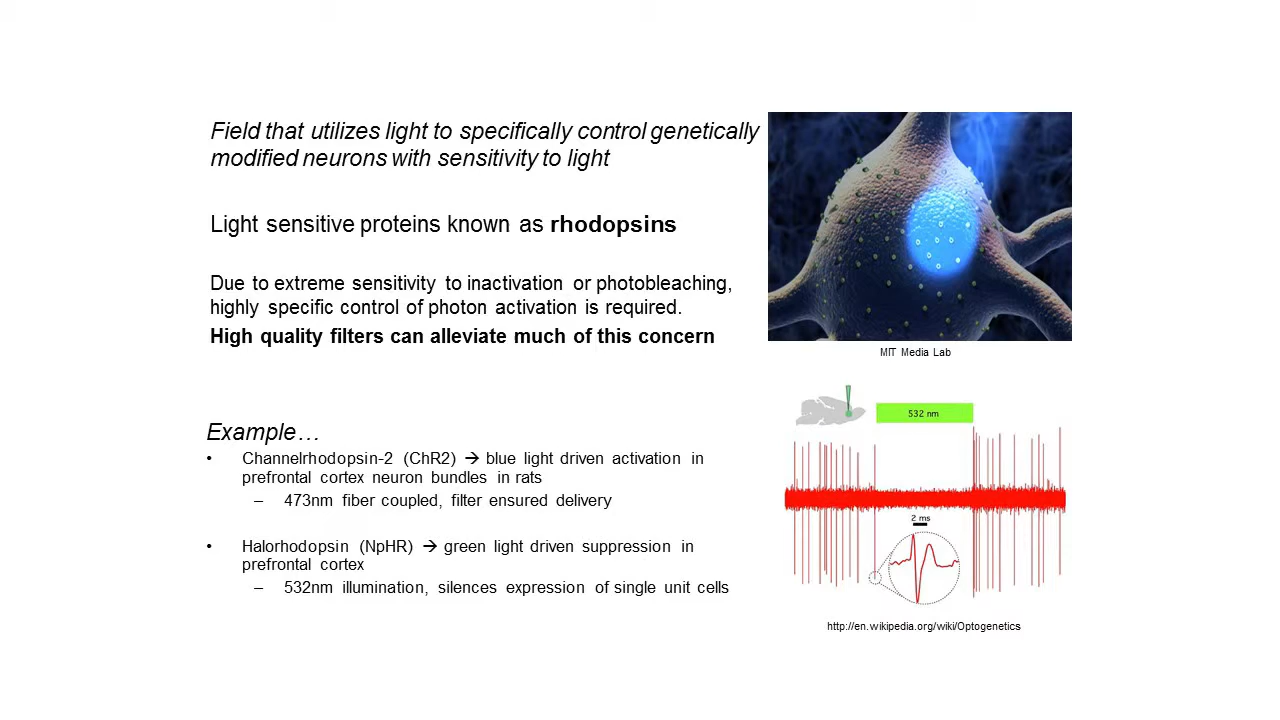 Field that utilizes light to specifically control genetically
modified neurons with sensitivity to light
Light sensitive proteins known as rhodopsins
Due to extreme sensitivity to inactivation or photobleaching,
highly specific control of photon activation is required.
High quality filters can alleviate much of this concern
MIT Media Lab
Example…
• Channelrhodopsin-2 (ChR2) → blue light driven activation in
prefrontal cortex neuron bundles in rats
– 473nm fiber coupled, filter ensured delivery
• Halorhodopsin (NpHR) → green light driven suppression in
prefrontal cortex
– 532nm illumination, silences expression of single unit cells
532 nm
2 ms
http://en.wikipedia.org/wiki/Optogenetics